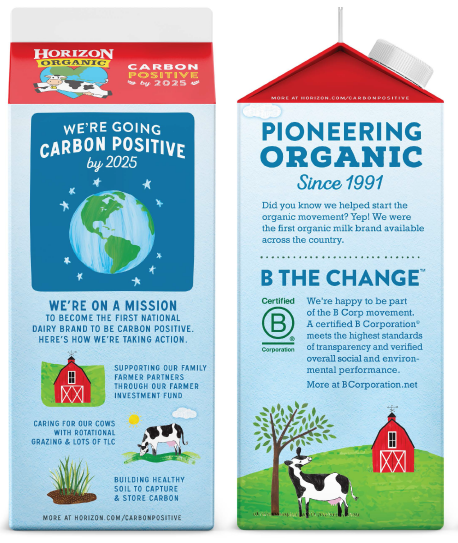 HORIZON
ORGANIC
CARBON
POSITIVE
by 2025
WE'RE GOING
CARBON POSITIVE
by 2025
WE'RE ON A MISSION
TO BECOME THE FIRST NATIONAL
DAIRY BRAND TO BE CARBON POSITIVE.
HERE'S HOW WE'RE TAKING ACTION.
SUPPORTING OUR FAMILY
FARMER PARTNERS
THROUGH OUR FARMER
INVESTMENT FUND
CARING FOR OUR COWS
WITH ROTATIONAL
GRAZING & LOTS OF TLC
BUILDING HEALTHY
SOIL TO CAPTURE
& STORE CARBON
MORE AT HORIZON.COM/CARBONPOSITIVE
MORE AT HORIZON.COM/CARBONPOSITIVE
PIONEERING
ORGANIC
Since 1991
Did you know we helped start the
organic movement? Yep! We were
the first organic milk brand available
across the country.
B THE CHANGE™
Certified
B®
Corporation
We're happy to be part
of the B Corp movement.
A certified B Corporation®
meets the highest standards
of transparency and verified
overall social and environ-
mental performance.
More at BCorporation.net